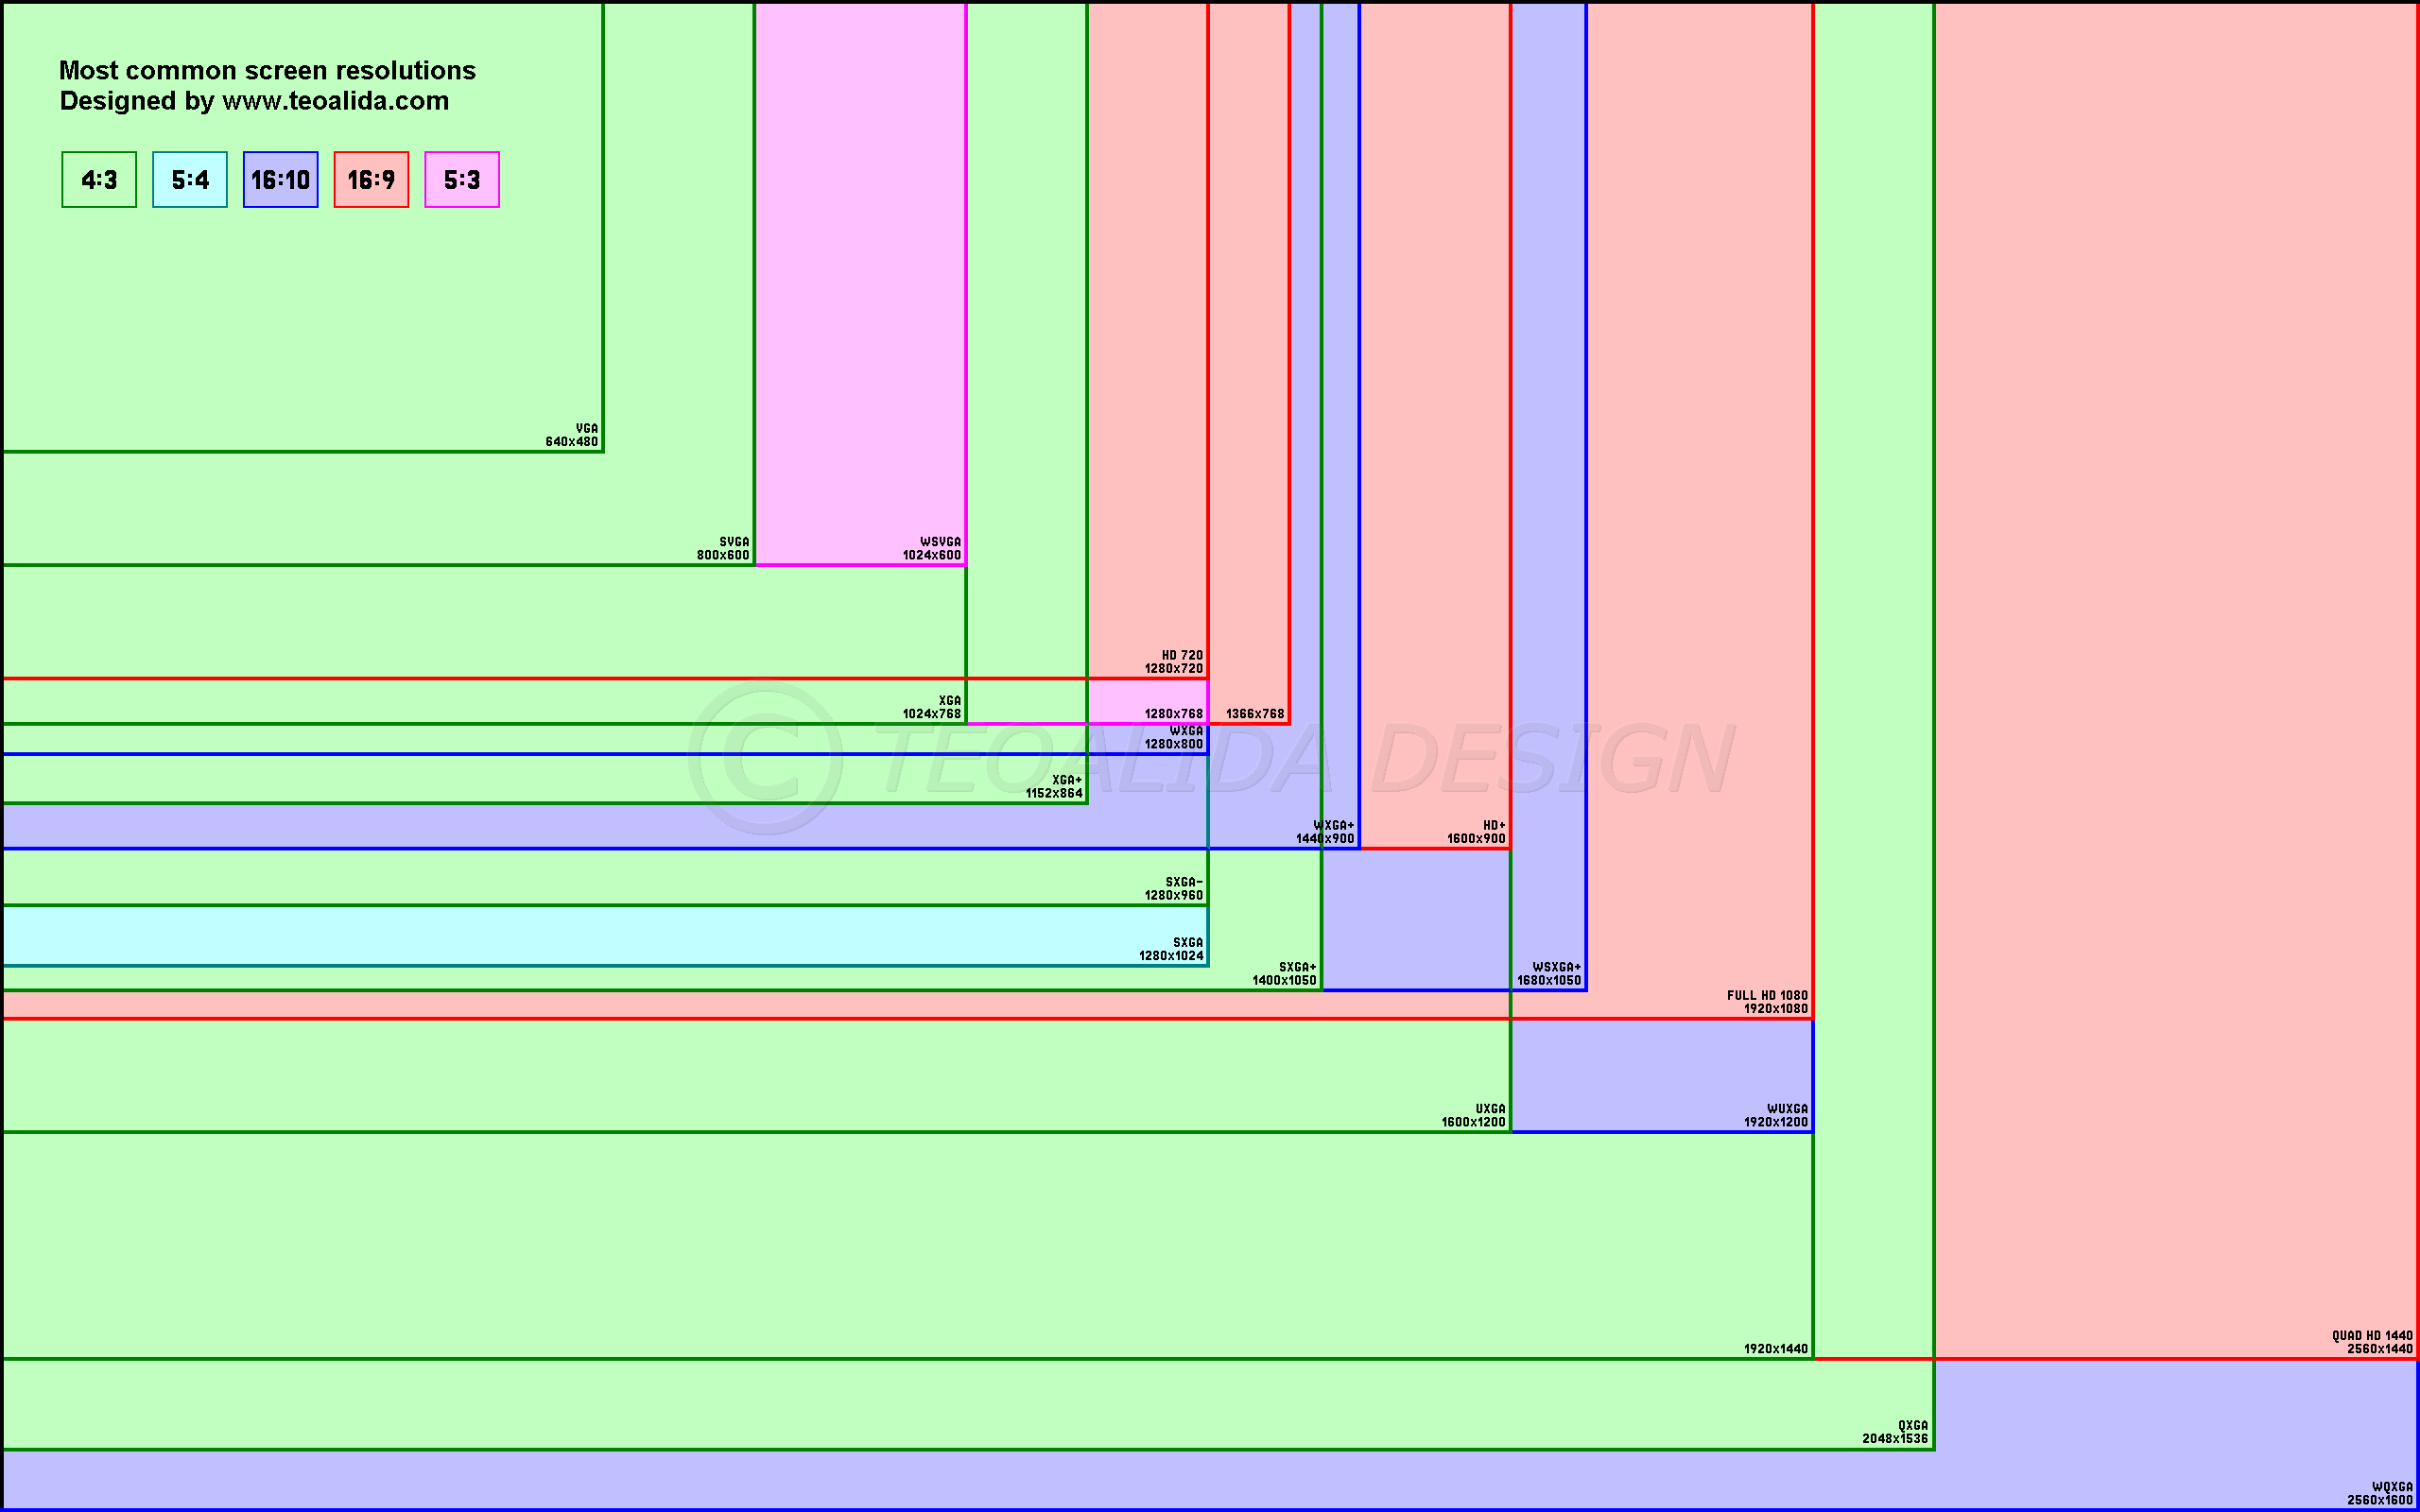 Most common screen resolutions
Designed by www.teoalida.com
4:3
5:4
16:10
16:9
5:3
VGA
640x480
SVGA
800x600
WSVGA
1024x600
HD 720
1280x720
XGA
1024x768
1280x768
1366x768
WXGA
1280x800
XGA+
1152x864
WXGA+
1440x900
HD+
1600x900
SXGA-
1280x960
SXGA
1280x1024
SXGA+
1400x1050
WSXGA+
1680x1050
FULL HD 1080
1920x1080
UXGA
1600x1200
WUXGA
1920x1200
1920x1440
QUAD HD 1440
2560x1440
QXGA
2048x1536
WQXGA
2560x1600
© TEOALIDA DESIGN